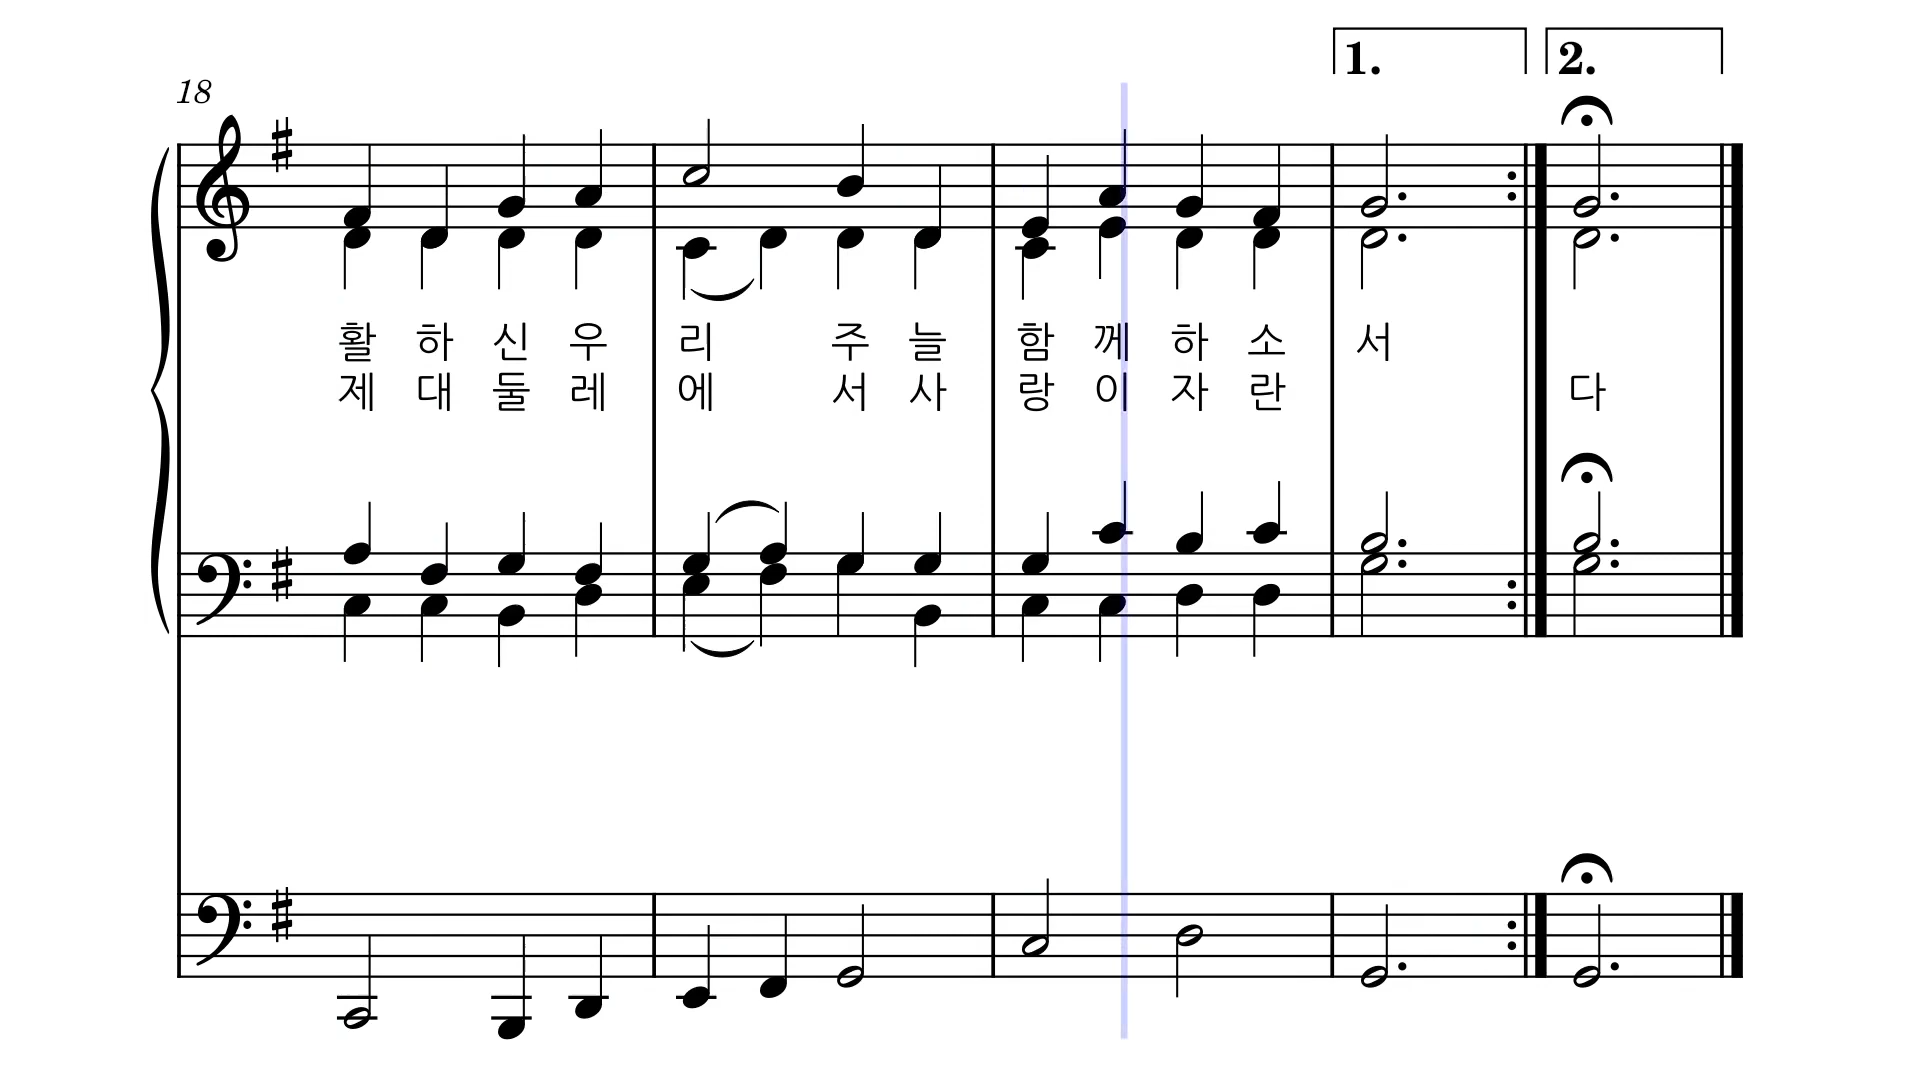 1. 2.
18
활 하 신 우 리 주 늘 함 께 하 소 서
제 대 둘 레 에 서 사 랑 이 자 란 다